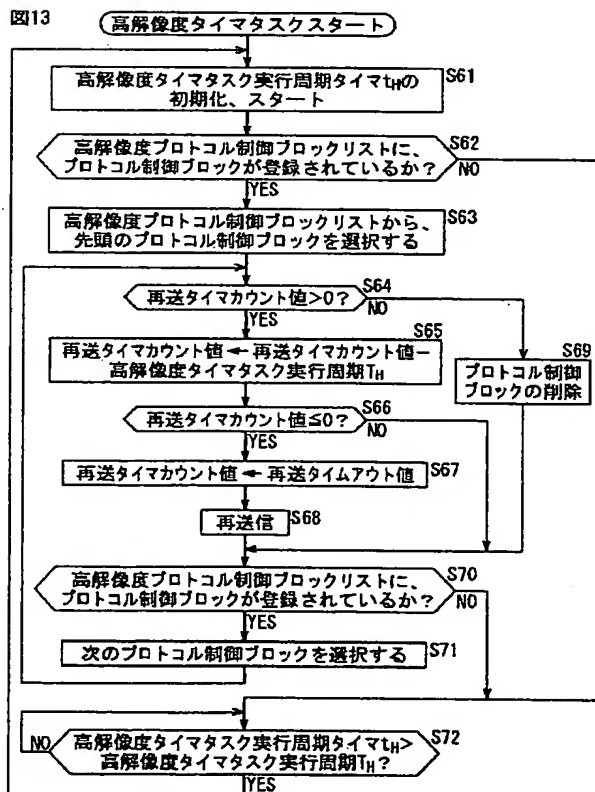 図13
高解像度タイマタスクスタート
高解像度タイマタスク実行周期タイマtHの
初期化、スタート
S61
高解像度プロトコル制御ブロックリストに、
プロトコル制御ブロックが登録されているか?
S62
NO
YES
高解像度プロトコル制御ブロックリストから、
先頭のプロトコル制御ブロックを選択する
S63
再送タイマカウント値>0?
S64
NO
YES
再送タイマカウント値←再送タイマカウント値−
高解像度タイマタスク実行周期TH
S65
プロトコル制御
ブロックの削除
S69
再送タイマカウント値≦0?
S66
NO
YES
再送タイマカウント値←再送タイムアウト値
S67
再送信
S68
高解像度プロトコル制御ブロックリストに、
プロトコル制御ブロックが登録されているか?
S70
NO
YES
次のプロトコル制御ブロックを選択する
S71
高解像度タイマタスク実行周期タイマtH>
高解像度タイマタスク実行周期TH?
S72
NO
YES